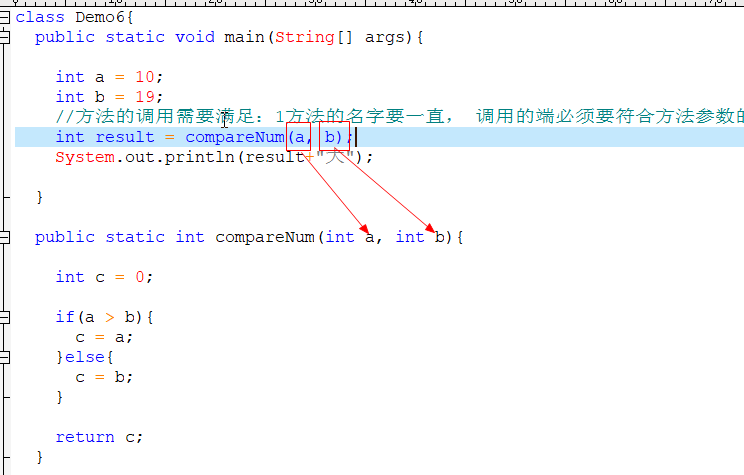 class Demo6{
public static void main(String[] args){
int a = 10;
int b = 19;
//方法的调用需要满足：1方法的名字要一直， 调用的端必须要符合方法参数的
int result = compareNum(a, b);
System.out.println(result+"大");
}
public static int compareNum(int a, int b){
int c = 0;
if(a > b){
c = a;
}else{
c = b;
}
return c;
}